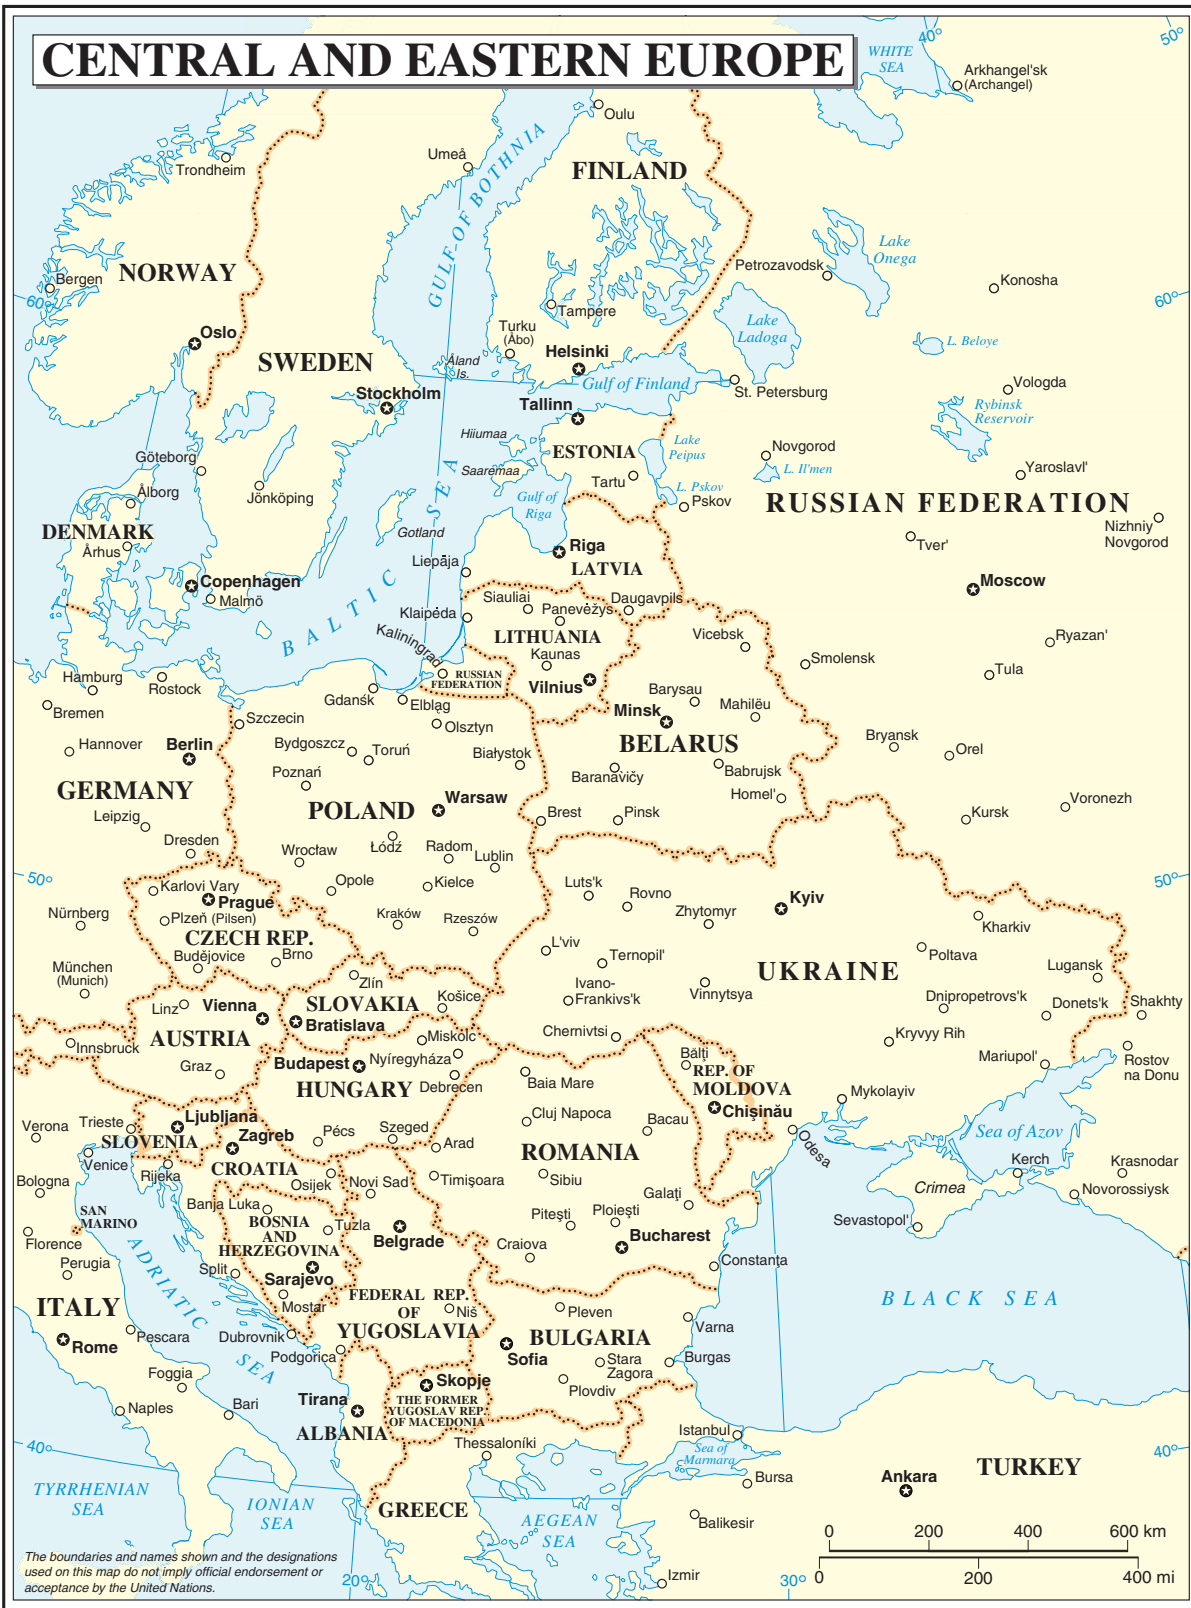 CENTRAL AND EASTERN EUROPE
WHITE
SEA
40°
50°
Arkhangel'sk
(Archangel)
Oulu
Umeå
Trondheim
GULF OF BOTHNIA
FINLAND
NORWAY
Bergen
60°
Petrozavodsk
Lake
Onega
Konosha
60°
Tampere
Turku
(Åbo)
Oslo
SWEDEN
Helsinki
Lake
Ladoga
L. Beloye
Åland
Is.
Gulf of Finland
St. Petersburg
Vologda
Stockholm
Tallinn
Rybinsk
Reservoir
Hiiumaa
ESTONIA
Lake
Peipus
Novgorod
Göteborg
Saaremaa
Tartu
L. Il'men
Yaroslavl'
Ålborg
Jönköping
Gulf of
Riga
L. Pskov
Pskov
RUSSIAN FEDERATION
DENMARK
Århus
Gotland
Nizhniy
Novgorod
Tver'
Riga
LATVIA
Liepāja
Copenhagen
Malmö
Moscow
BALTIC SEA
Siauliai
Panevėžys
Daugavpils
Klaipėda
LITHUANIA
Vicebsk
Ryazan'
Kaliningrad
Kaunas
Smolensk
Tula
RUSSIAN
FEDERATION
Vilnius
Hamburg
Rostock
Gdańsk
Elbląg
Barysau
Minsk
Mahilëu
Bremen
Szczecin
Olsztyn
BELARUS
Bryansk
Orel
Hannover
Berlin
Bydgoszcz
Toruń
Białystok
Baranavičy
Babrujsk
Poznań
GERMANY
Homel'
Voronezh
POLAND
Warsaw
Brest
Pinsk
Kursk
Leipzig
Dresden
Wrocław
Łódź
Radom
Lublin
50°
Karlovi Vary
Opole
Kielce
Luts'k
Rovno
Kyiv
50°
Prague
Nürnberg
Plzeň (Pilsen)
Kraków
Rzeszów
Zhytomyr
Kharkiv
CZECH REP.
L'viv
Ternopil'
Poltava
Budějovice
Brno
UKRAINE
Lugansk
München
(Munich)
Zlín
Ivano-
Frankivs'k
Vinnytsya
Linz
Vienna
SLOVAKIA
Košice
Dnipropetrovs'k
Donets'k
Shakhty
Bratislava
AUSTRIA
Miskolc
Chernivtsi
Kryvyy Rih
Innsbruck
Budapest
Nyíregyháza
Bălţi
Mariupol'
Rostov
na Donu
Graz
HUNGARY
Debrecen
Baia Mare
REP. OF
MOLDOVA
Mykolayiv
Chişinău
Verona
Trieste
Ljubljana
Cluj Napoca
Bacau
SLOVENIA
Zagreb
Pécs
Szeged
Arad
Odesa
Sea of Azov
Venice
CROATIA
ROMANIA
Kerch
Krasnodar
Bologna
Rijeka
Osijek
Novi Sad
Timişoara
Sibiu
Crimea
Novorossiysk
Banja Luka
Galaţi
SAN
MARINO
BOSNIA
AND
HERZEGOVINA
Tuzla
Piteşti
Ploieşti
Sevastopol'
Florence
Belgrade
Bucharest
Perugia
Split
Sarajevo
Craiova
Constanţa
ADRIATIC SEA
Mostar
FEDERAL REP.
OF
YUGOSLAVIA
BLACK SEA
ITALY
Niš
Pleven
Rome
Pescara
Dubrovnik
Varna
BULGARIA
Podgorica
Sofia
Stara
Zagora
Burgas
Foggia
Skopje
Plovdiv
Naples
Bari
Tirana
THE FORMER
YUGOSLAV REP.
OF MACEDONIA
ALBANIA
Istanbul
40°
Thessaloníki
Sea of
Marmara
40°
TURKEY
Bursa
Ankara
TYRRHENIAN
SEA
IONIAN
SEA
GREECE
AEGEAN
SEA
Balikesir
0 200 400 600 km
The boundaries and names shown and the designations
used on this map do not imply official endorsement or
acceptance by the United Nations.
20°
Izmir
30°
0 200 400 mi